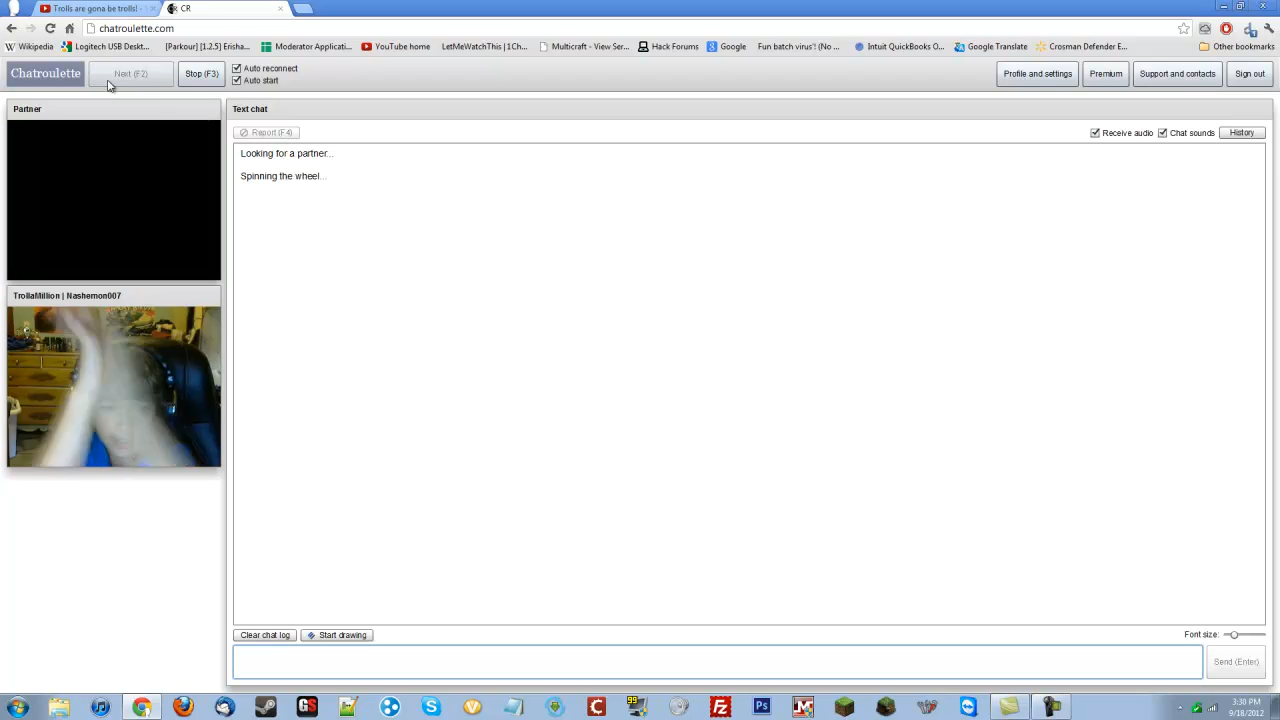 Trolls are gona be trolls! -
CR
chatroulette.com
Wikipedia
Logitech USB Deskt...
[Parkour] [1.2.5] Erisha...
Moderator Applicati...
YouTube home
LetMeWatchThis | 1Ch...
Multicraft - View Ser...
Hack Forums
Google
Fun batch virus'! (No ...
Intuit QuickBooks O...
Google Translate
Crosman Defender E...
Other bookmarks
Chatroulette
Next (F2)
Stop (F3)
Auto reconnect
Auto start
Profile and settings
Premium
Support and contacts
Sign out
Partner
Text chat
Report (F4)
Receive audio
Chat sounds
History
Looking for a partner...
Spinning the wheel...
TrollaMillion | Nashemon007
Clear chat log
Start drawing
Font size:
Send (Enter)
3:30 PM
9/18/2012